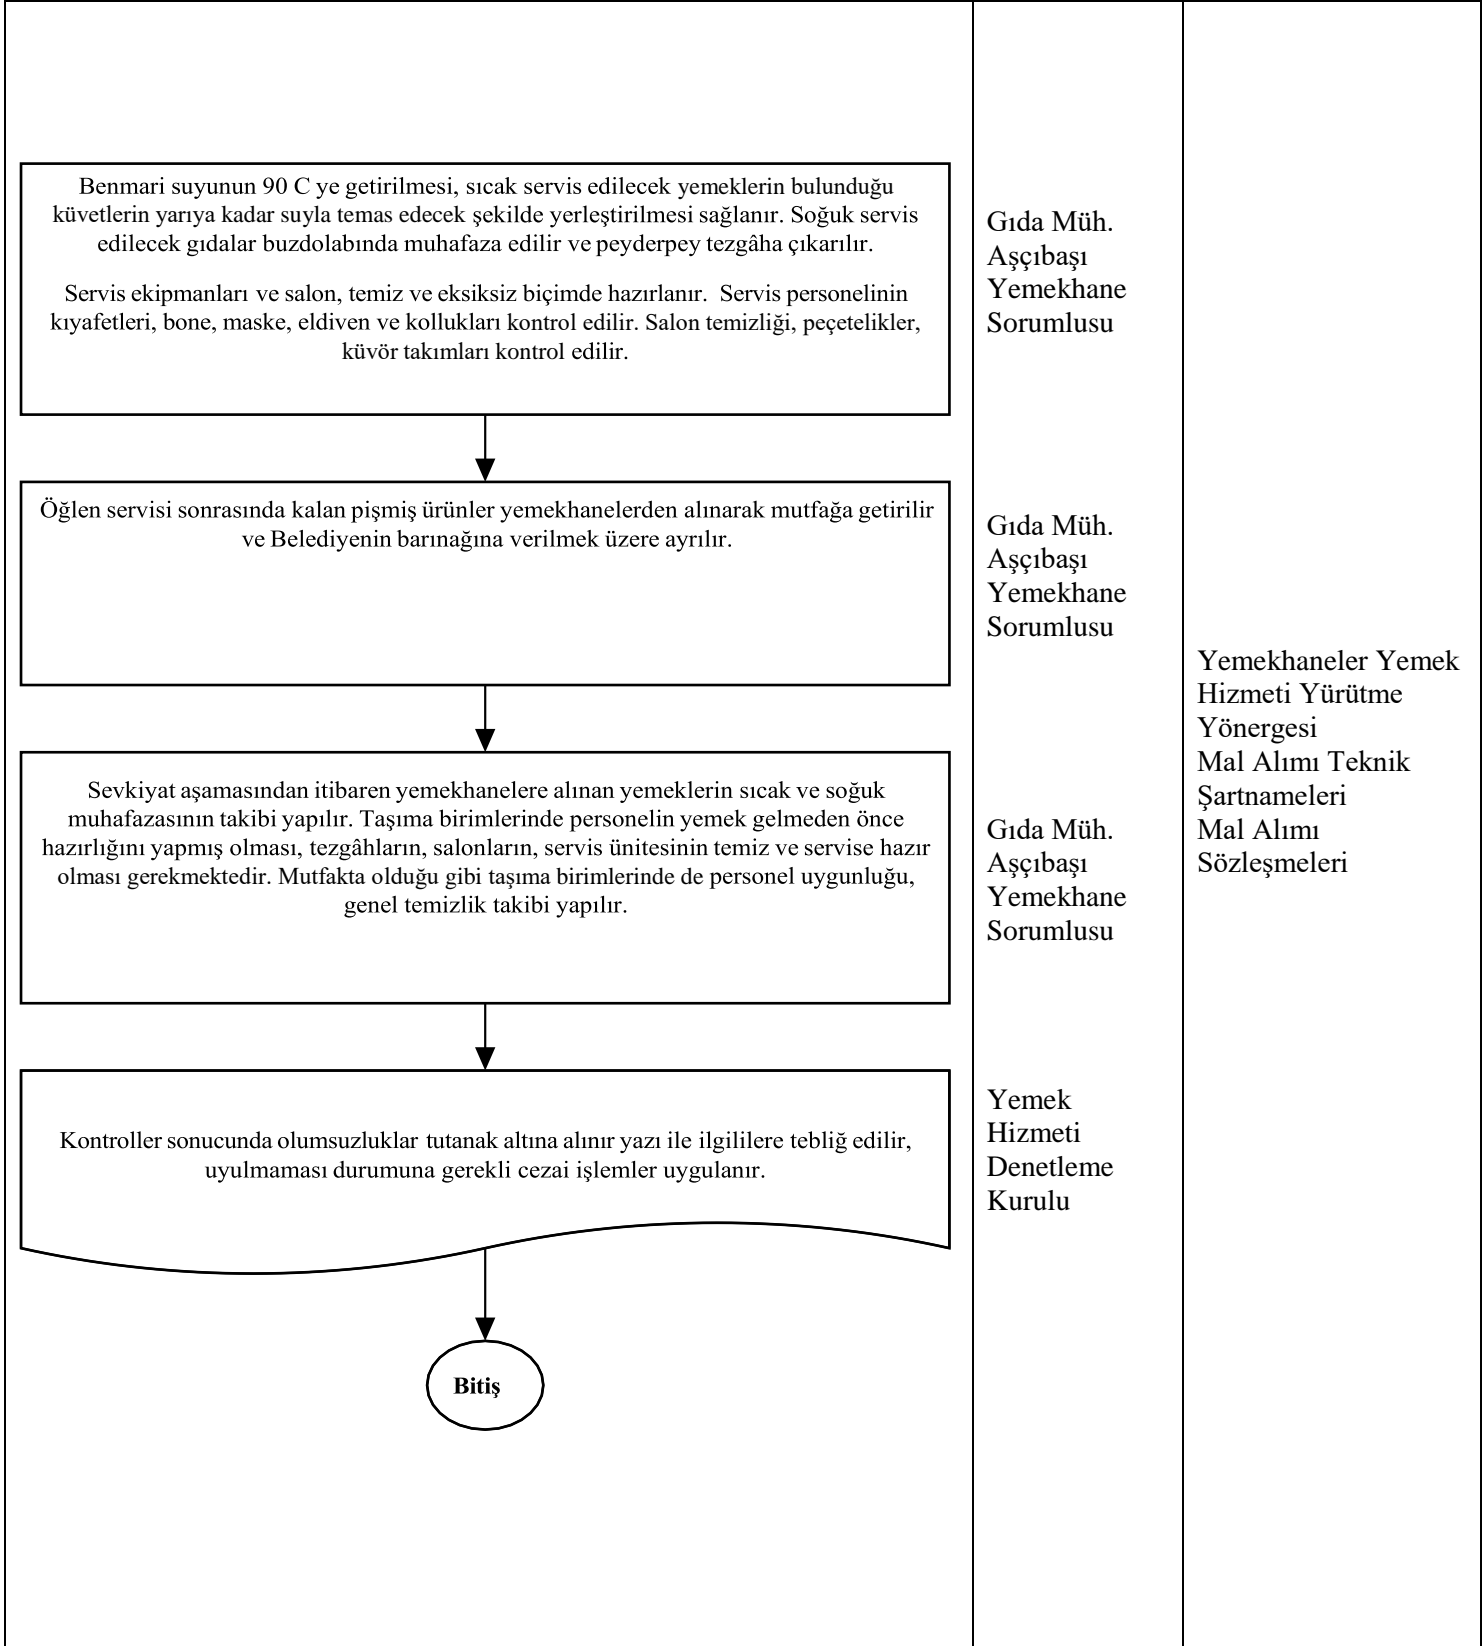 Benmari suyunun 90 C ye getirilmesi, sıcak servis edilecek yemeklerin bulunduğu
küvetlerin yarıya kadar suyla temas edecek şekilde yerleştirilmesi sağlanır. Soğuk servis
edilecek gıdalar buzdolabında muhafaza edilir ve peyderpey tezgâha çıkarılır.
Servis ekipmanları ve salon, temiz ve eksiksiz biçimde hazırlanır. Servis personelinin
kıyafetleri, bone, maske, eldiven ve kollukları kontrol edilir. Salon temizliği, peçetelikler,
küvör takımları kontrol edilir.
Gıda Müh.
Aşçıbaşı
Yemekhane
Sorumlusu
Öğlen servisi sonrasında kalan pişmiş ürünler yemekhanelerden alınarak mutfağa getirilir
ve Belediyenin barınağına verilmek üzere ayrılır.
Gıda Müh.
Aşçıbaşı
Yemekhane
Sorumlusu
Sevkiyat aşamasından itibaren yemekhanelere alınan yemeklerin sıcak ve soğuk
muhafazasının takibi yapılır. Taşıma birimlerinde personelin yemek gelmeden önce
hazırlığını yapmış olması, tezgâhların, salonların, servis ünitesinin temiz ve servise hazır
olması gerekmektedir. Mutfakta olduğu gibi taşıma birimlerinde de personel uygunluğu,
genel temizlik takibi yapılır.
Gıda Müh.
Aşçıbaşı
Yemekhane
Sorumlusu
Kontroller sonucunda olumsuzluklar tutanak altına alınır yazı ile ilgililere tebliğ edilir,
uyulmaması durumuna gerekli cezai işlemler uygulanır.
Yemek
Hizmeti
Denetleme
Kurulu
Bitiş
Yemekhaneler Yemek
Hizmeti Yürütme
Yönergesi
Mal Alımı Teknik
Şartnameleri
Mal Alımı
Sözleşmeleri